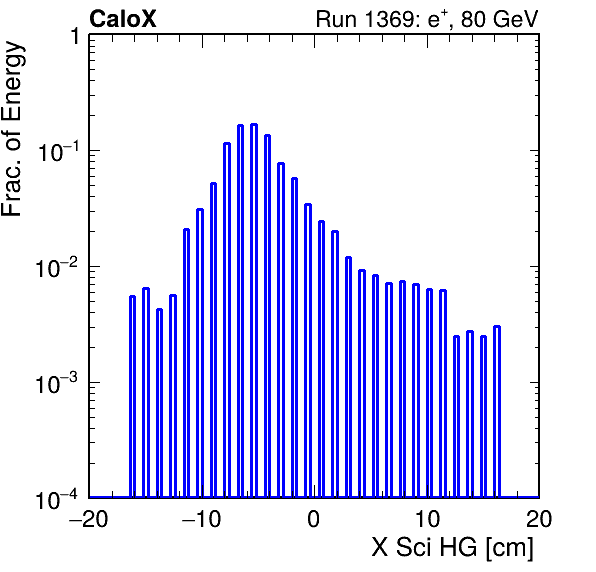 CaloX Run 1369: e⁺, 80 GeV
Frac. of Energy
1
10⁻¹
10⁻²
10⁻³
10⁻⁴
−20 −10 0 10 20
X Sci HG [cm]